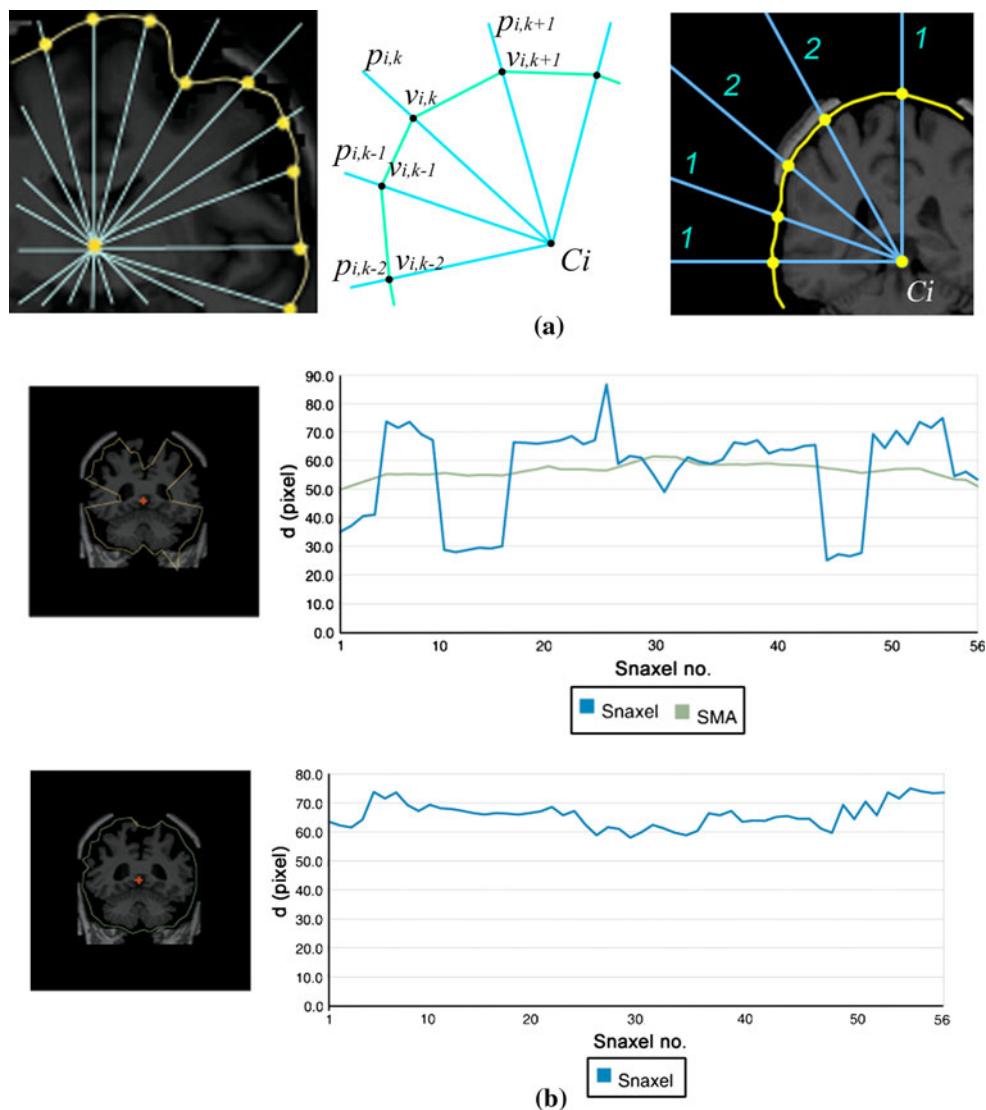 p_{i,k} p_{i,k+1}
v_{i,k} v_{i,k+1}
p_{i,k-1} v_{i,k-1}
p_{i,k-2} v_{i,k-2}
Ci
1
2
2
1
1
Ci
(a)
90.0
80.0
70.0
60.0
50.0
40.0
30.0
20.0
10.0
0.0
d (pixel)
1 10 20 30 40 50 56
Snaxel no.
Snaxel SMA
80.0
70.0
60.0
50.0
40.0
30.0
20.0
10.0
0.0
d (pixel)
1 10 20 30 40 50 56
Snaxel no.
Snaxel
(b)